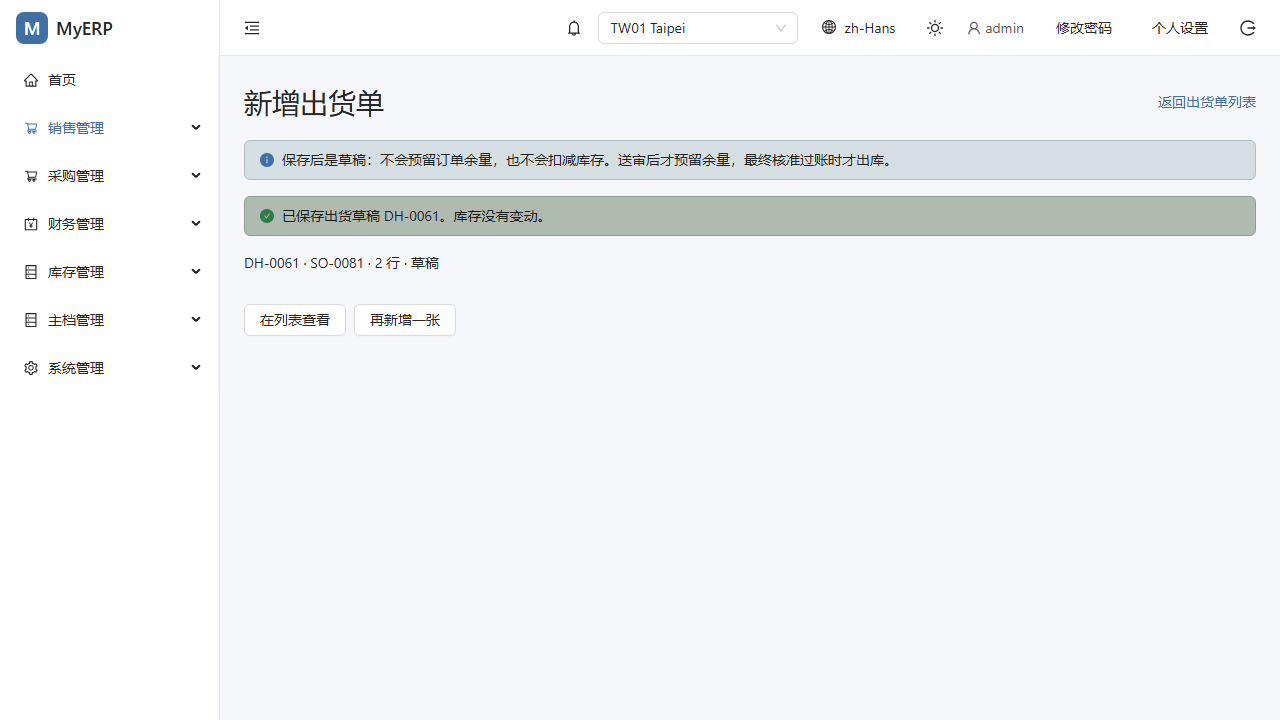 M MyERP
TW01 Taipei
zh-Hans
admin
修改密码
个人设置
首页
销售管理
采购管理
财务管理
库存管理
主档管理
系统管理
新增出货单
返回出货单列表
保存后是草稿：不会预留订单余量，也不会扣减库存。送审后才预留余量，最终核准过账时才出库。
已保存出货草稿 DH-0061。库存没有变动。
DH-0061 · SO-0081 · 2 行 · 草稿
在列表查看
再新增一张